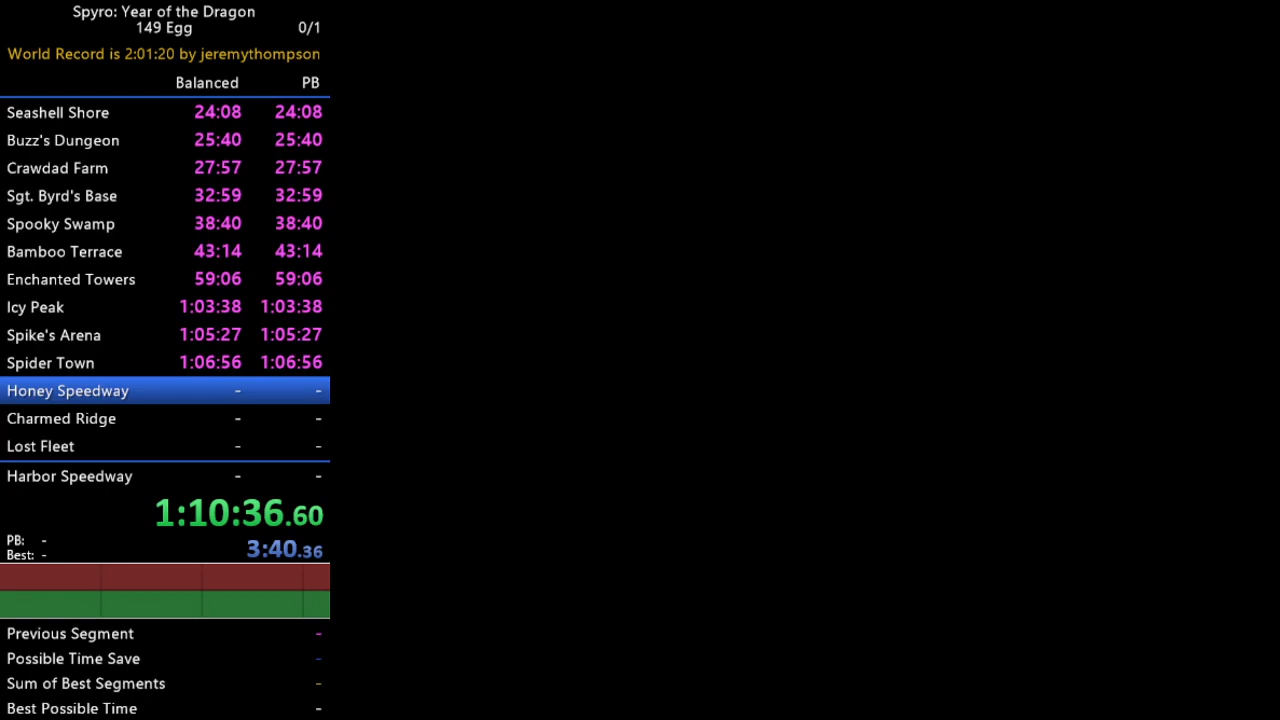 Spyro: Year of the Dragon
149 Egg 0/1
World Record is 2:01:20 by jeremythompson
Balanced PB
Seashell Shore 24:08 24:08
Buzz's Dungeon 25:40 25:40
Crawdad Farm 27:57 27:57
Sgt. Byrd's Base 32:59 32:59
Spooky Swamp 38:40 38:40
Bamboo Terrace 43:14 43:14
Enchanted Towers 59:06 59:06
Icy Peak 1:03:38 1:03:38
Spike's Arena 1:05:27 1:05:27
Spider Town 1:06:56 1:06:56
Honey Speedway - -
Charmed Ridge - -
Lost Fleet - -
Harbor Speedway - -
1:10:36.60
PB: -
Best: - 3:40.36
Previous Segment -
Possible Time Save -
Sum of Best Segments -
Best Possible Time -